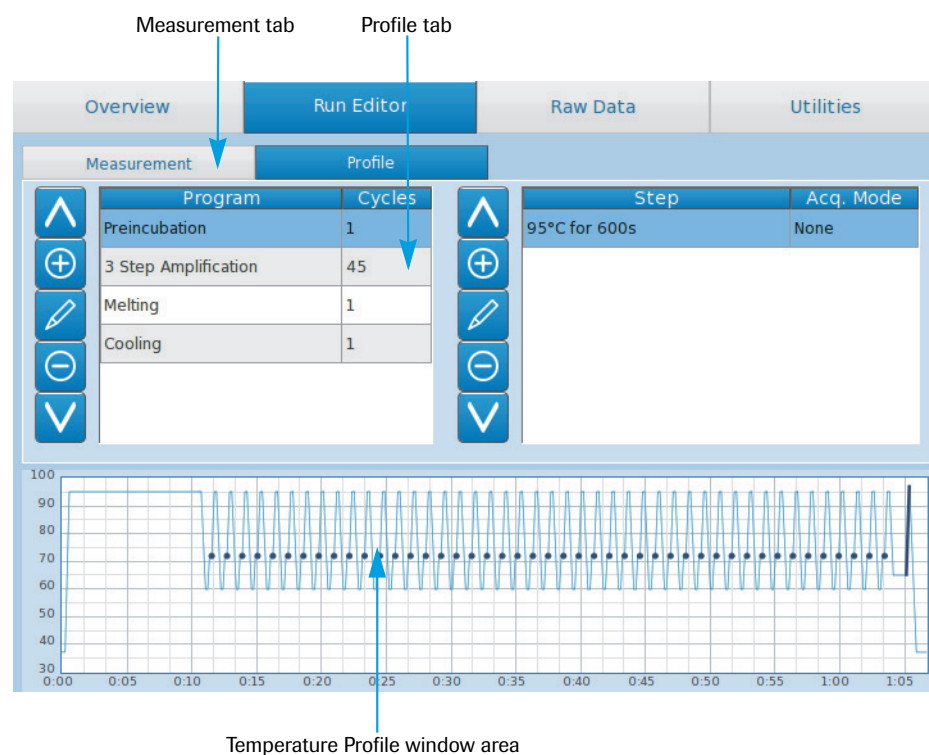 Measurement tab Profile tab
Overview Run Editor Raw Data Utilities
Measurement Profile
Program Cycles Step Acq. Mode
Preincubation 1 95°C for 600s None
3 Step Amplification 45
Melting 1
Cooling 1
100
90
80
70
60
50
40
30
0:00 0:05 0:10 0:15 0:20 0:25 0:30 0:35 0:40 0:45 0:50 0:55 1:00 1:05
Temperature Profile window area